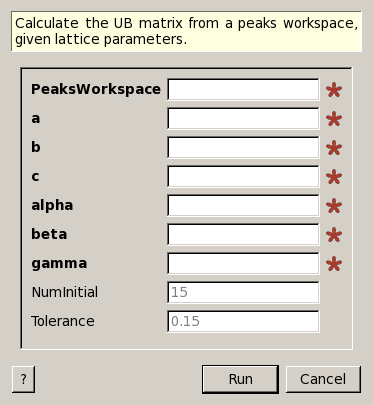 Calculate the UB matrix from a peaks workspace,
given lattice parameters.
PeaksWorkspace
a
b
c
alpha
beta
gamma
NumInitial 15
Tolerance 0.15
? Run Cancel